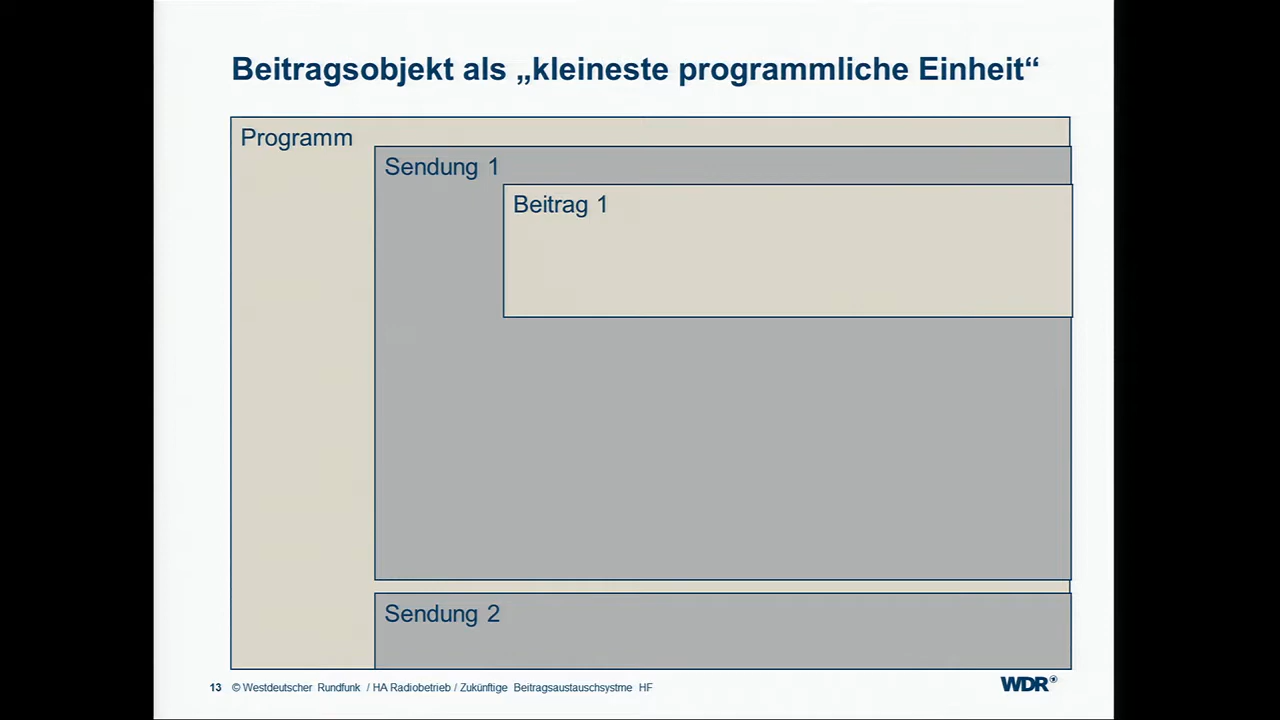 Beitragsobjekt als „kleineste programmliche Einheit“
Programm
Sendung 1
Beitrag 1
Sendung 2
13 © Westdeutscher Rundfunk / HA Radiobetrieb / Zukünftige Beitragsaustauschsystme HF
WDR